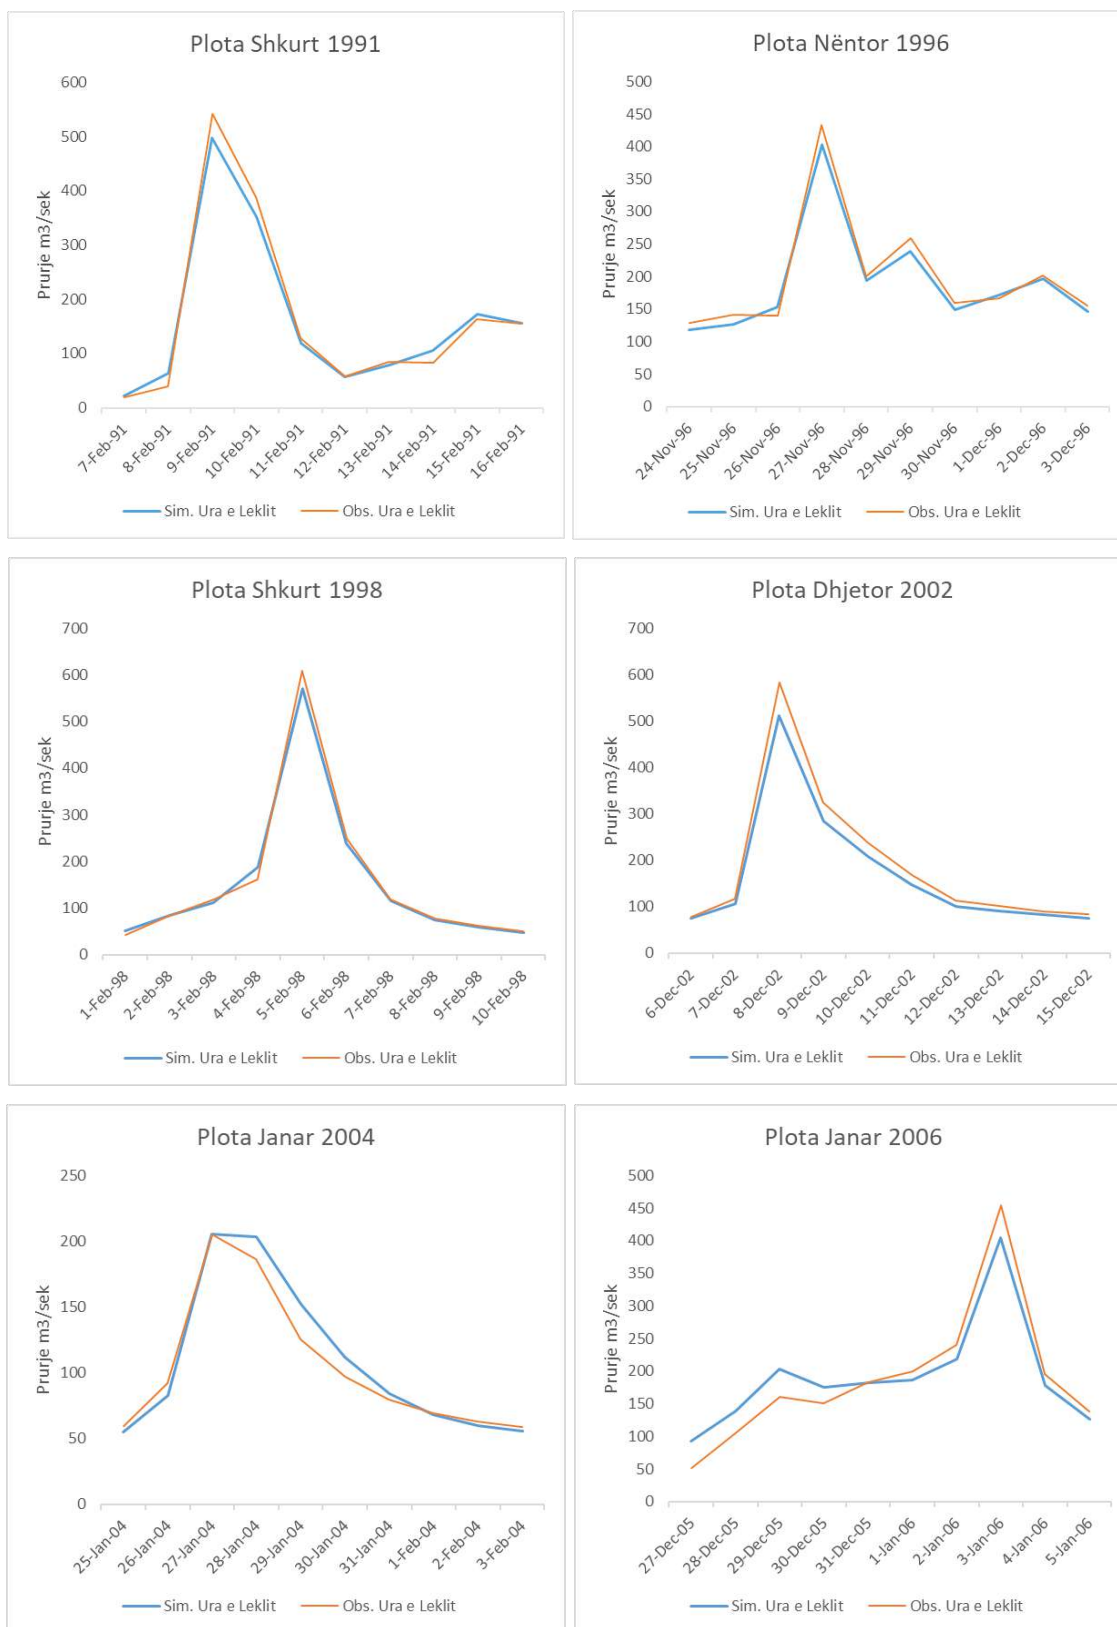 Plota Shkurt 1991
600
500
400
300
200
100
0
Prurje m3/sek
7-Feb-91
8-Feb-91
9-Feb-91
10-Feb-91
11-Feb-91
12-Feb-91
13-Feb-91
14-Feb-91
15-Feb-91
16-Feb-91
Sim. Ura e Leklit
Obs. Ura e Leklit
Plota Nëntor 1996
500
450
400
350
300
250
200
150
100
50
0
Prurje m3/sek
24-Nov-96
25-Nov-96
26-Nov-96
27-Nov-96
28-Nov-96
29-Nov-96
30-Nov-96
1-Dec-96
2-Dec-96
3-Dec-96
Sim. Ura e Leklit
Obs. Ura e Leklit
Plota Shkurt 1998
700
600
500
400
300
200
100
0
Prurje m3/sek
1-Feb-98
2-Feb-98
3-Feb-98
4-Feb-98
5-Feb-98
6-Feb-98
7-Feb-98
8-Feb-98
9-Feb-98
10-Feb-98
Sim. Ura e Leklit
Obs. Ura e Leklit
Plota Dhjetor 2002
700
600
500
400
300
200
100
0
Prurje m3/sek
6-Dec-02
7-Dec-02
8-Dec-02
9-Dec-02
10-Dec-02
11-Dec-02
12-Dec-02
13-Dec-02
14-Dec-02
15-Dec-02
Sim. Ura e Leklit
Obs. Ura e Leklit
Plota Janar 2004
250
200
150
100
50
0
Prurje m3/sek
25-Jan-04
26-Jan-04
27-Jan-04
28-Jan-04
29-Jan-04
30-Jan-04
31-Jan-04
1-Feb-04
2-Feb-04
3-Feb-04
Sim. Ura e Leklit
Obs. Ura e Leklit
Plota Janar 2006
500
450
400
350
300
250
200
150
100
50
0
Prurje m3/sek
27-Dec-05
28-Dec-05
29-Dec-05
30-Dec-05
31-Dec-05
1-Jan-06
2-Jan-06
3-Jan-06
4-Jan-06
5-Jan-06
Sim. Ura e Leklit
Obs. Ura e Leklit